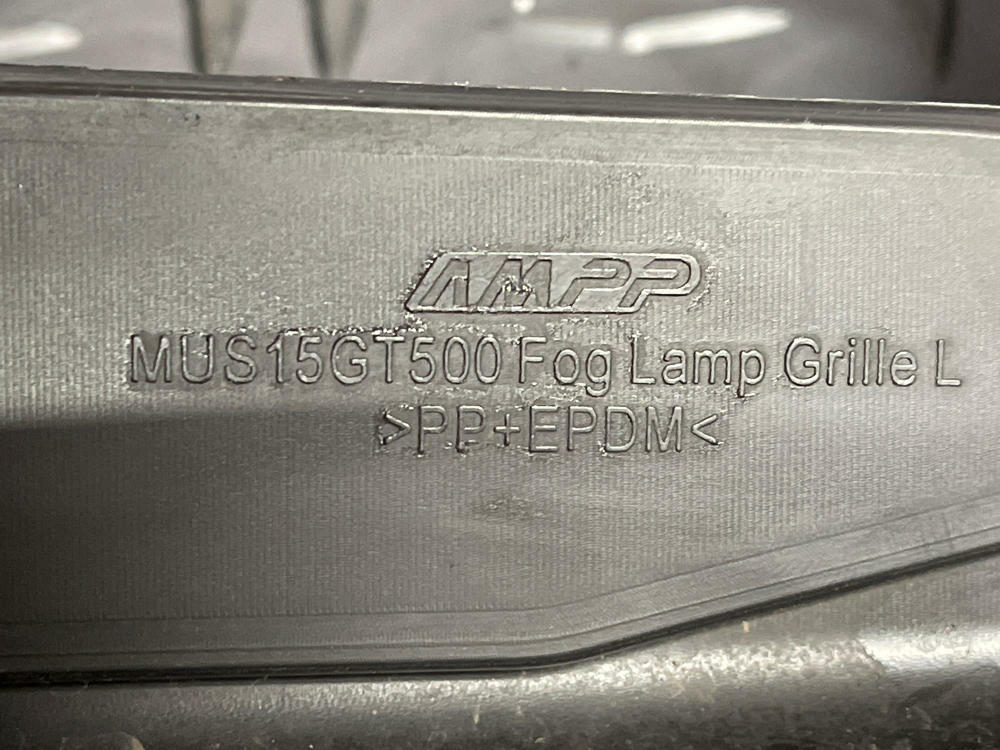 AMPP
MUS15GT500 Fog Lamp Grille L
>PP+EPDM<